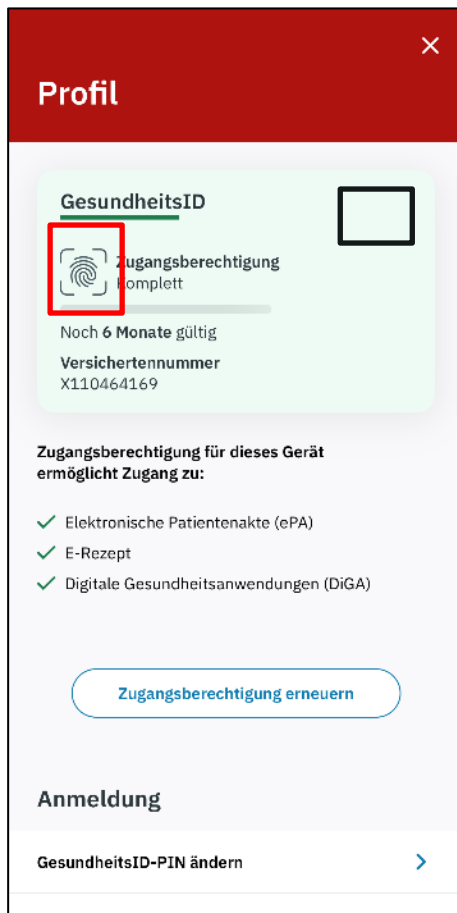 Profil
GesundheitsID
Zugangsberechtigung
Komplett
Noch 6 Monate gültig
Versichertennummer
X110464169
Zugangsberechtigung für dieses Gerät
ermöglicht Zugang zu:
Elektronische Patientenakte (ePA)
E-Rezept
Digitale Gesundheitsanwendungen (DiGA)
Zugangsberechtigung erneuern
Anmeldung
GesundheitsID-PIN ändern